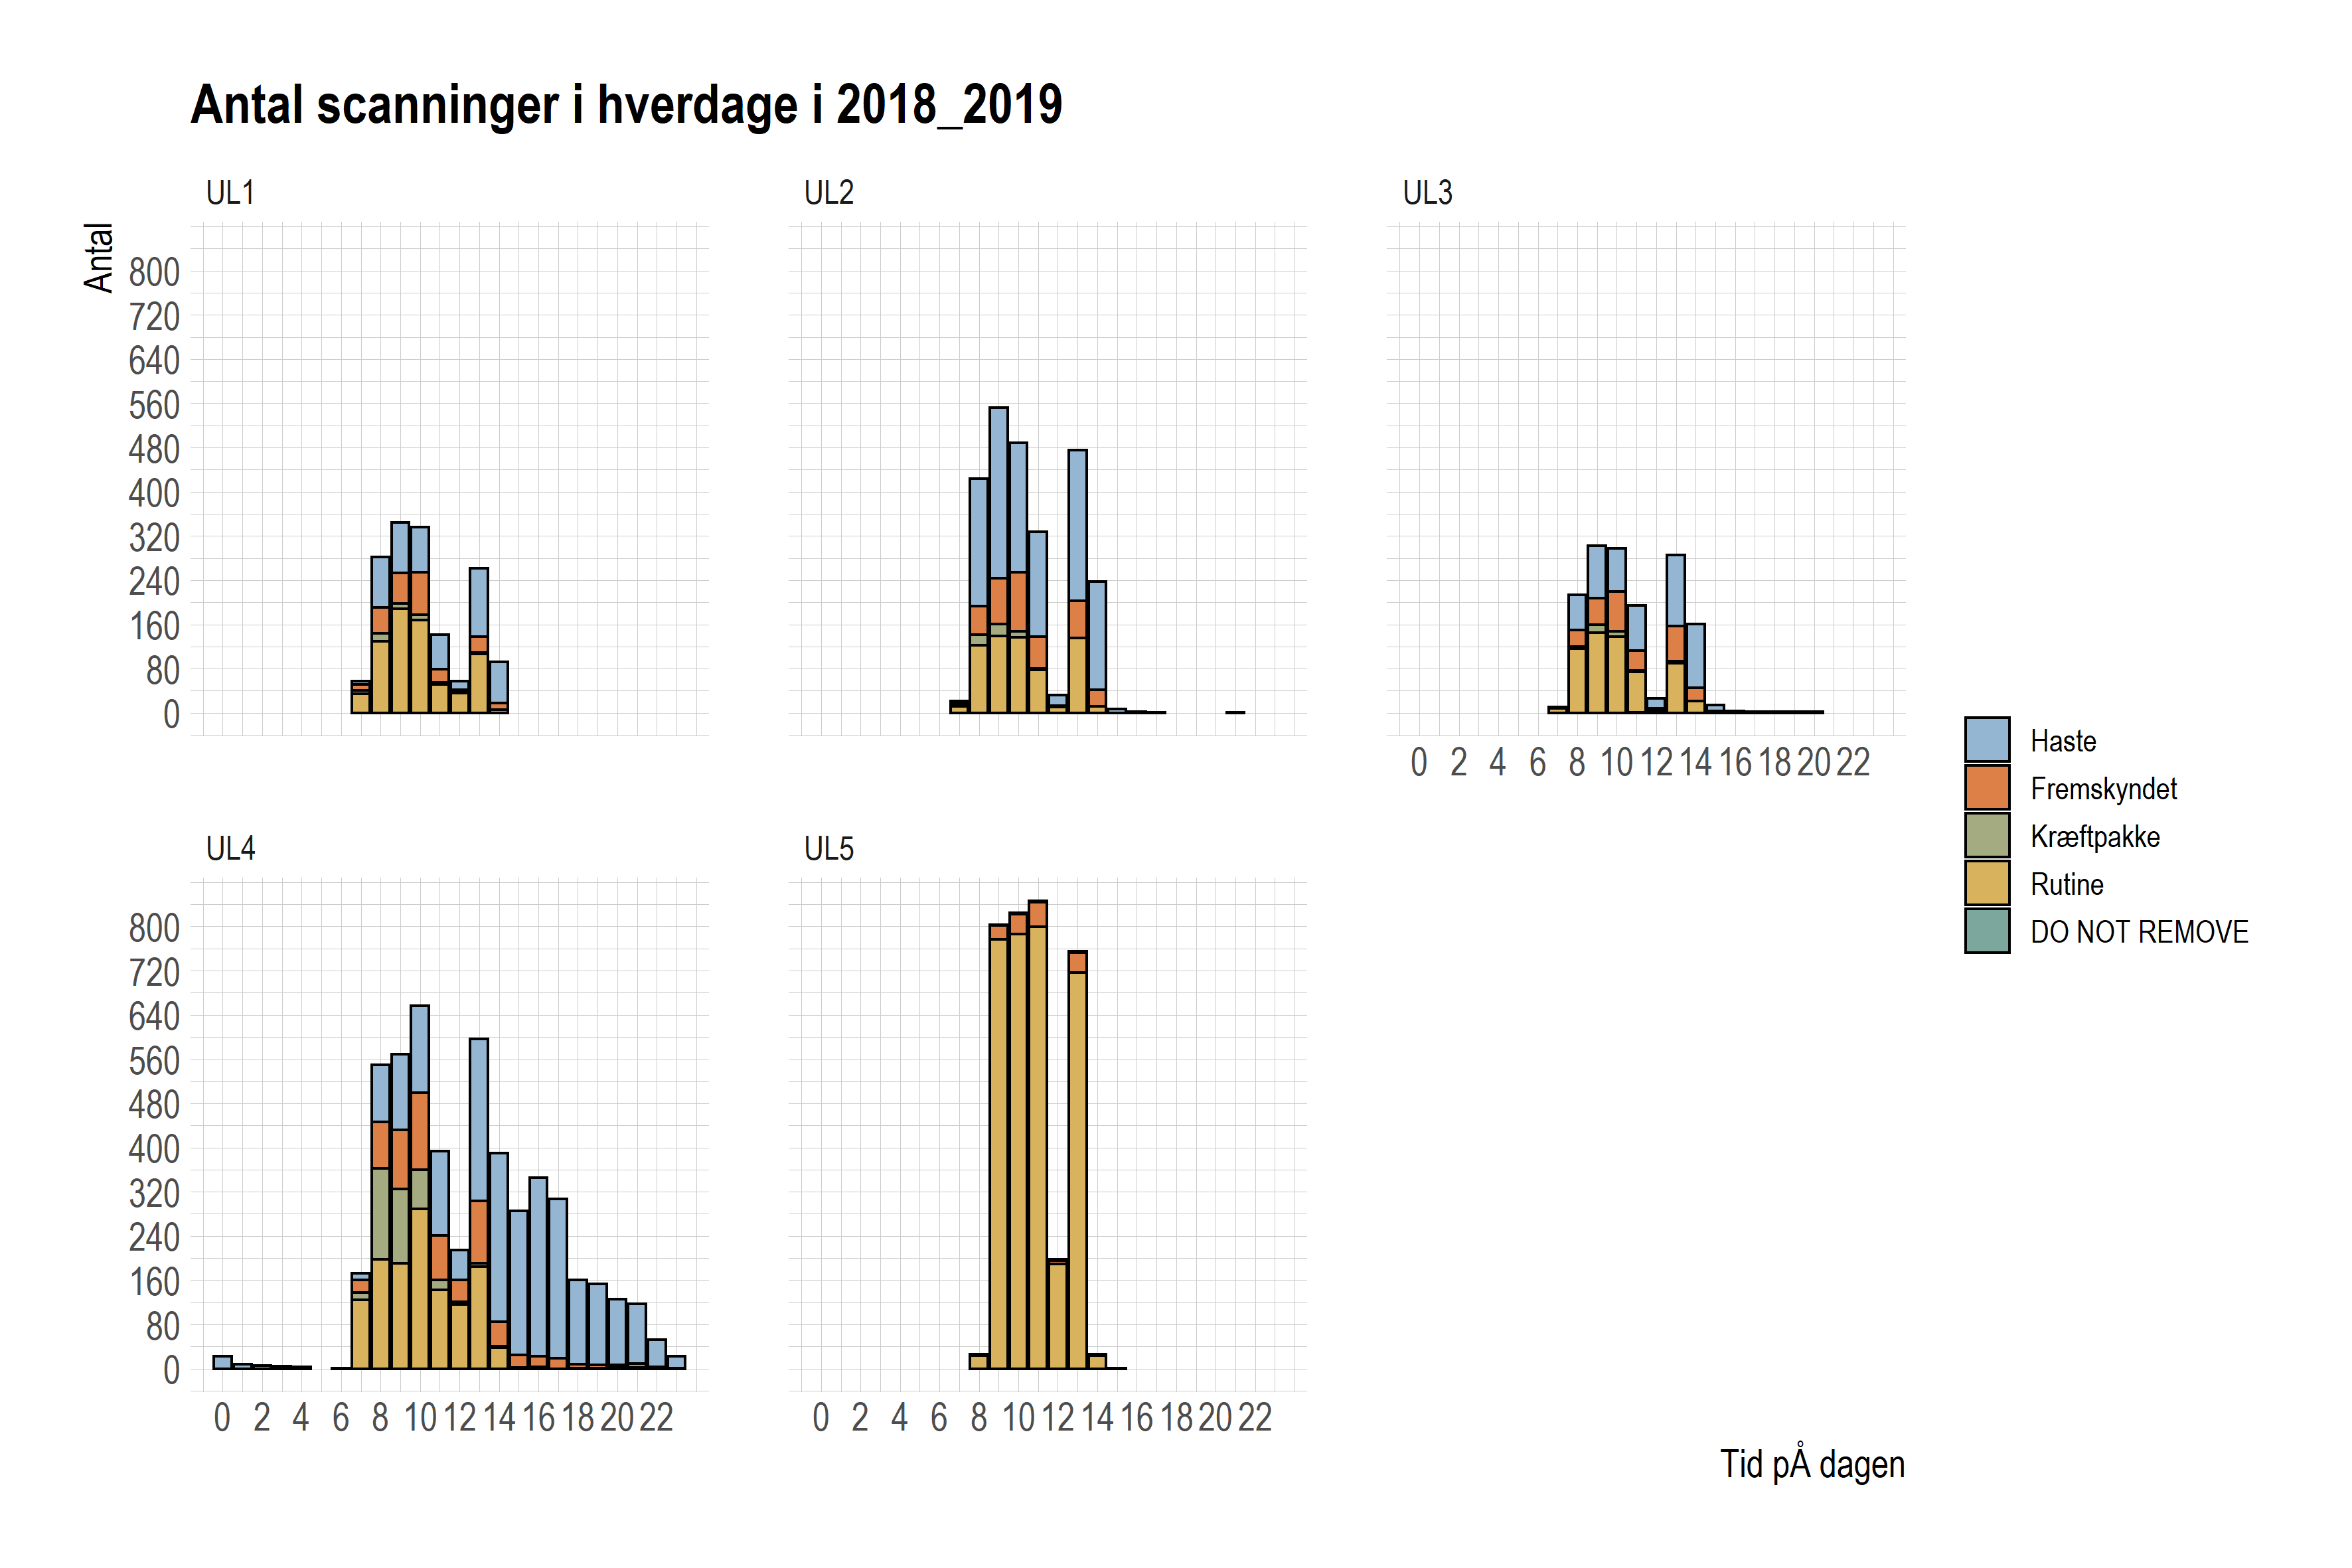 Antal scanninger i hverdage i 2018_2019
UL1
UL2
UL3
Antal
800
720
640
560
480
400
320
240
160
80
0
0 2 4 6 8 10 12 14 16 18 20 22
Haste
Fremskyndet
Kræftpakke
Rutine
DO NOT REMOVE
UL4
UL5
800
720
640
560
480
400
320
240
160
80
0
0 2 4 6 8 10 12 14 16 18 20 22
0 2 4 6 8 10 12 14 16 18 20 22
Tid pÅ dagen